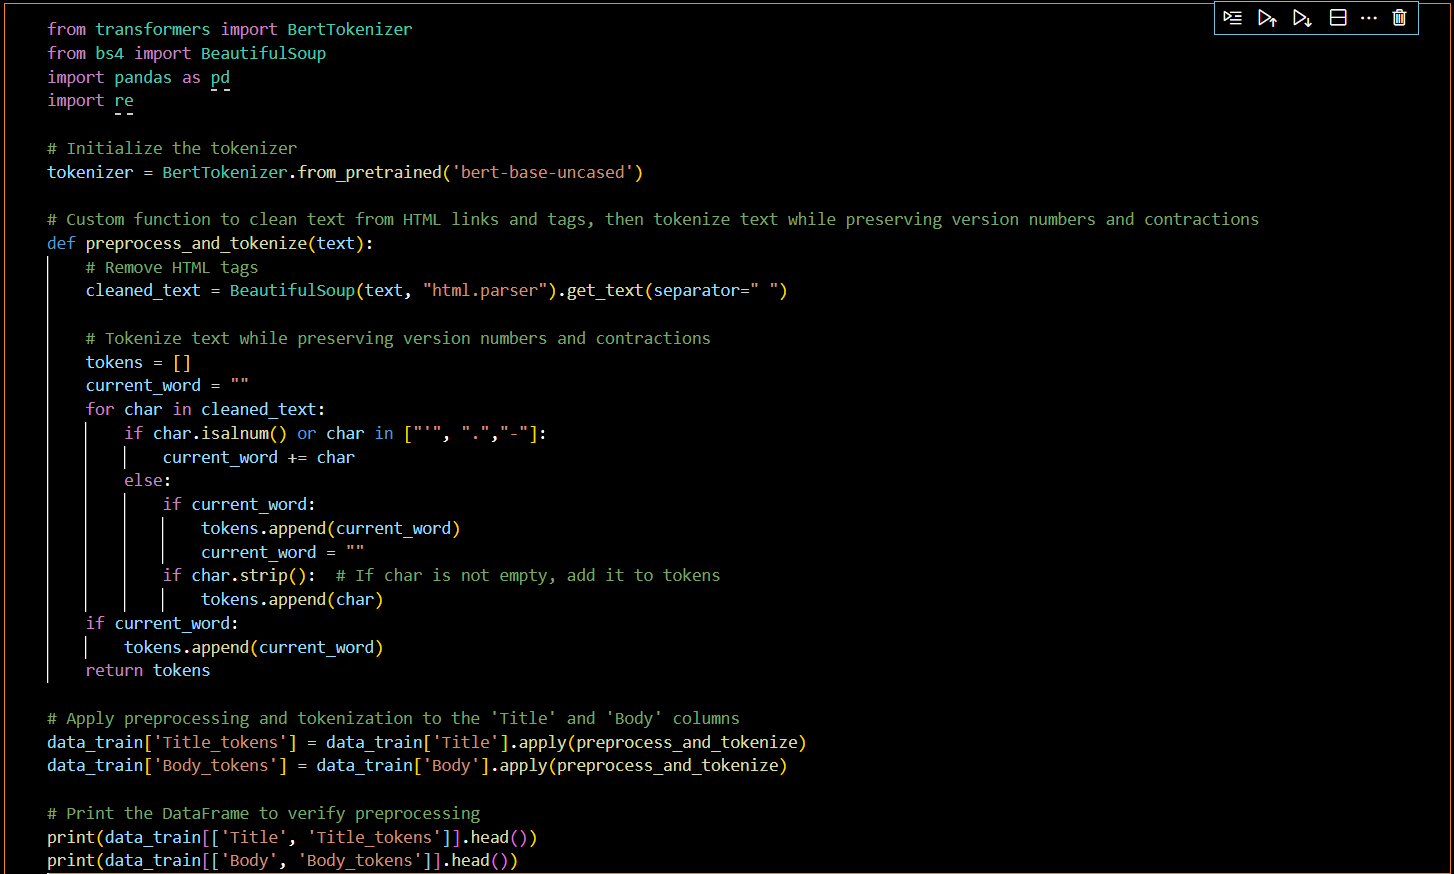 from transformers import BertTokenizer
from bs4 import BeautifulSoup
import pandas as pd
import re

# Initialize the tokenizer
tokenizer = BertTokenizer.from_pretrained('bert-base-uncased')

# Custom function to clean text from HTML links and tags, then tokenize text while preserving version numbers and contractions
def preprocess_and_tokenize(text):
    # Remove HTML tags
    cleaned_text = BeautifulSoup(text, "html.parser").get_text(separator=" ")

    # Tokenize text while preserving version numbers and contractions
    tokens = []
    current_word = ""
    for char in cleaned_text:
        if char.isalnum() or char in ["'", ".","-"]:
            current_word += char
        else:
            if current_word:
                tokens.append(current_word)
                current_word = ""
            if char.strip():  # If char is not empty, add it to tokens
                tokens.append(char)
    if current_word:
        tokens.append(current_word)
    return tokens

# Apply preprocessing and tokenization to the 'Title' and 'Body' columns
data_train['Title_tokens'] = data_train['Title'].apply(preprocess_and_tokenize)
data_train['Body_tokens'] = data_train['Body'].apply(preprocess_and_tokenize)

# Print the DataFrame to verify preprocessing
print(data_train[['Title', 'Title_tokens']].head())
print(data_train[['Body', 'Body_tokens']].head())